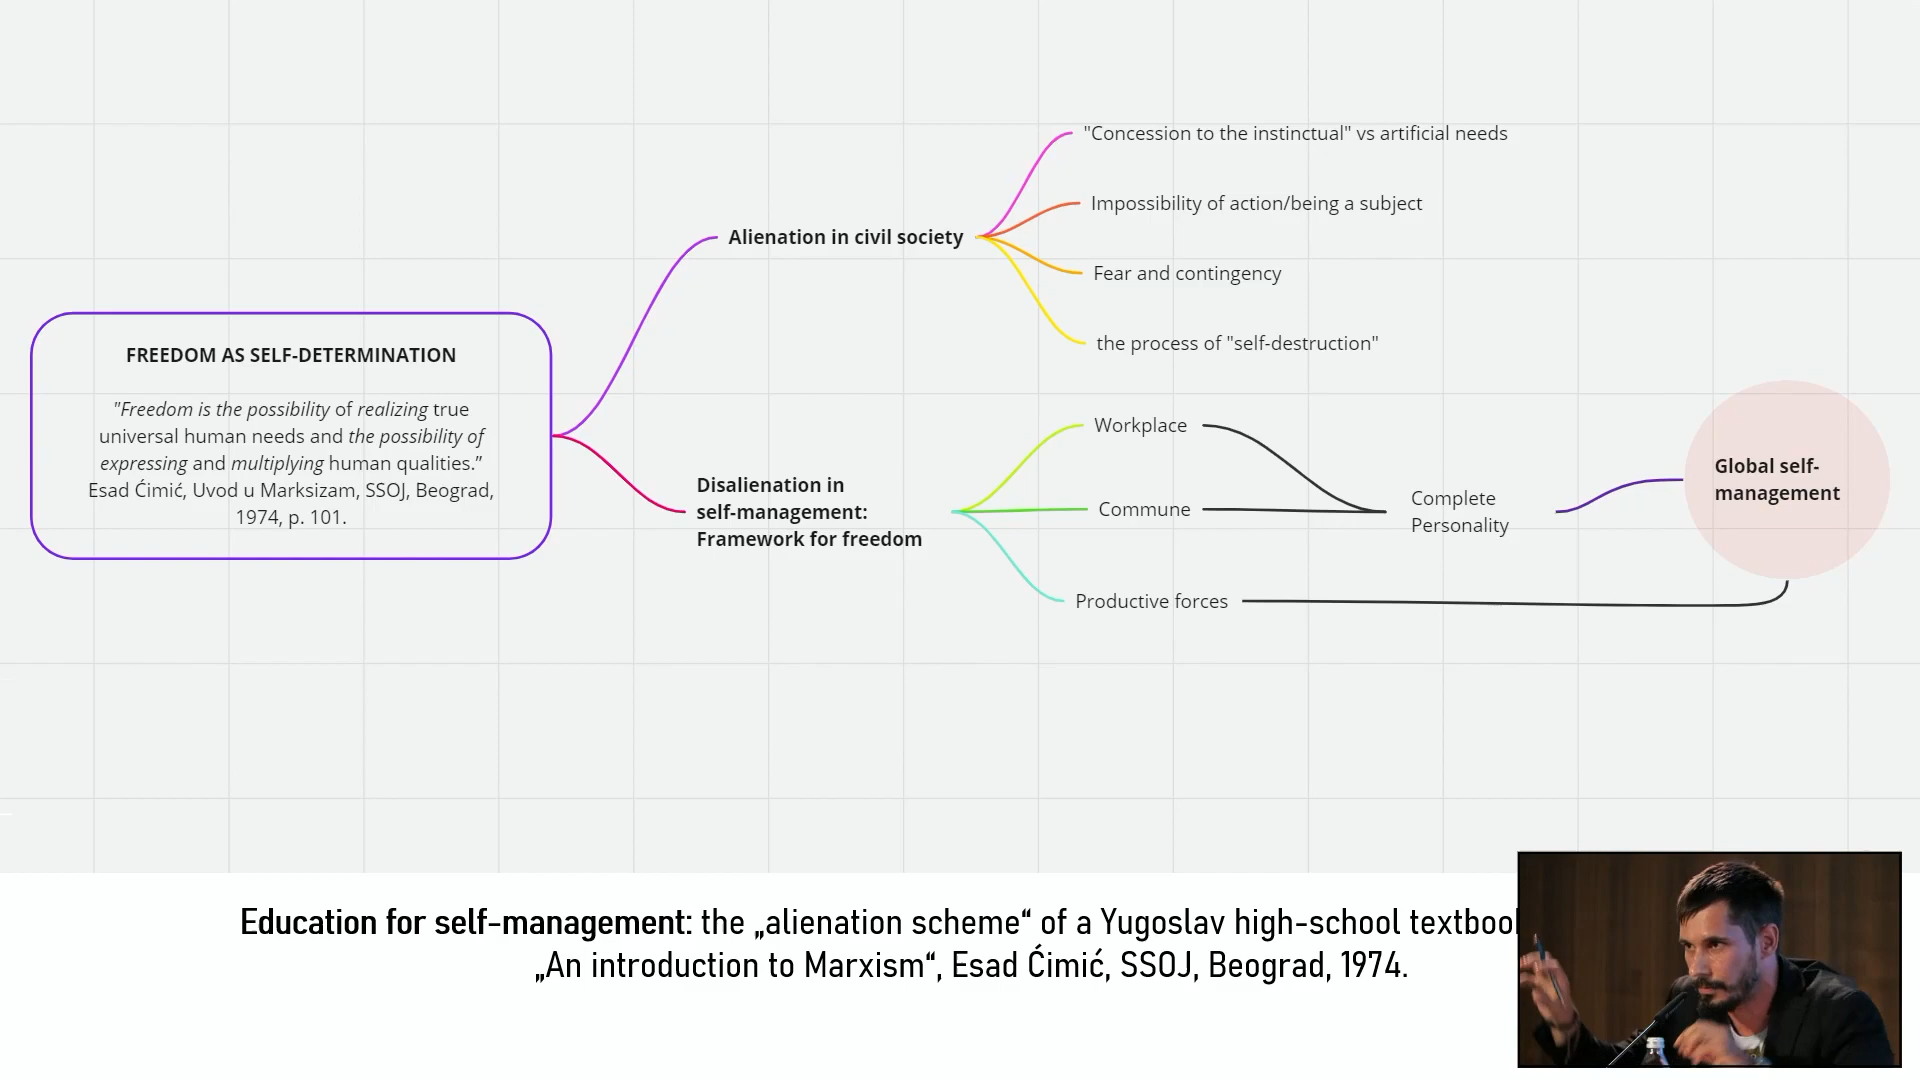 FREEDOM AS SELF-DETERMINATION
"Freedom is the possibility of realizing true
universal human needs and the possibility of
expressing and multiplying human qualities.”
Esad Ćimić, Uvod u Marksizam, SSOJ, Beograd,
1974, p. 101.
Alienation in civil society
"Concession to the instinctual" vs artificial needs
Impossibility of action/being a subject
Fear and contingency
the process of "self-destruction"
Disalienation in
self-management:
Framework for freedom
Workplace
Commune
Productive forces
Complete
Personality
Global self-
management
Education for self-management: the „alienation scheme“ of a Yugoslav high-school
„An introduction to Marxism“, Esad Ćimić, SSOJ, Beograd, 1974.